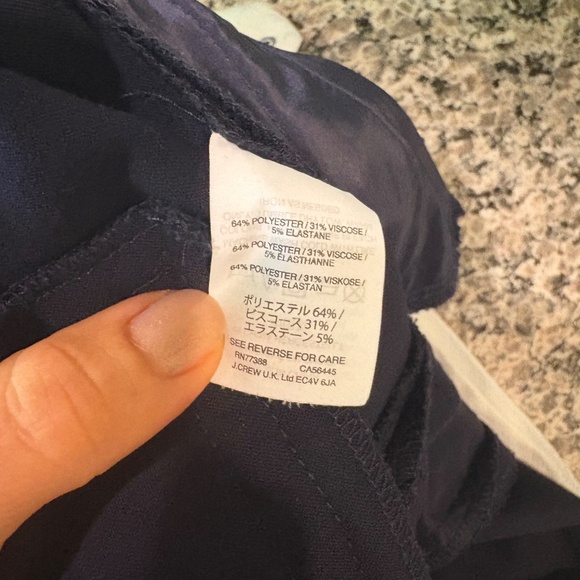 64% POLYESTER / 31% VISCOSE /
5% ELASTANE
64% POLYESTER / 31% VISCOSE /
5% ELASTHANNE
64% POLYESTER / 31% VISKOSE /
5% ELASTAN
ポリエステル 64% /
ビスコース 31% /
エラステーン 5%
SEE REVERSE FOR CARE
RN77388 CA56445
J.CREW U.K. Ltd EC4V 6JA